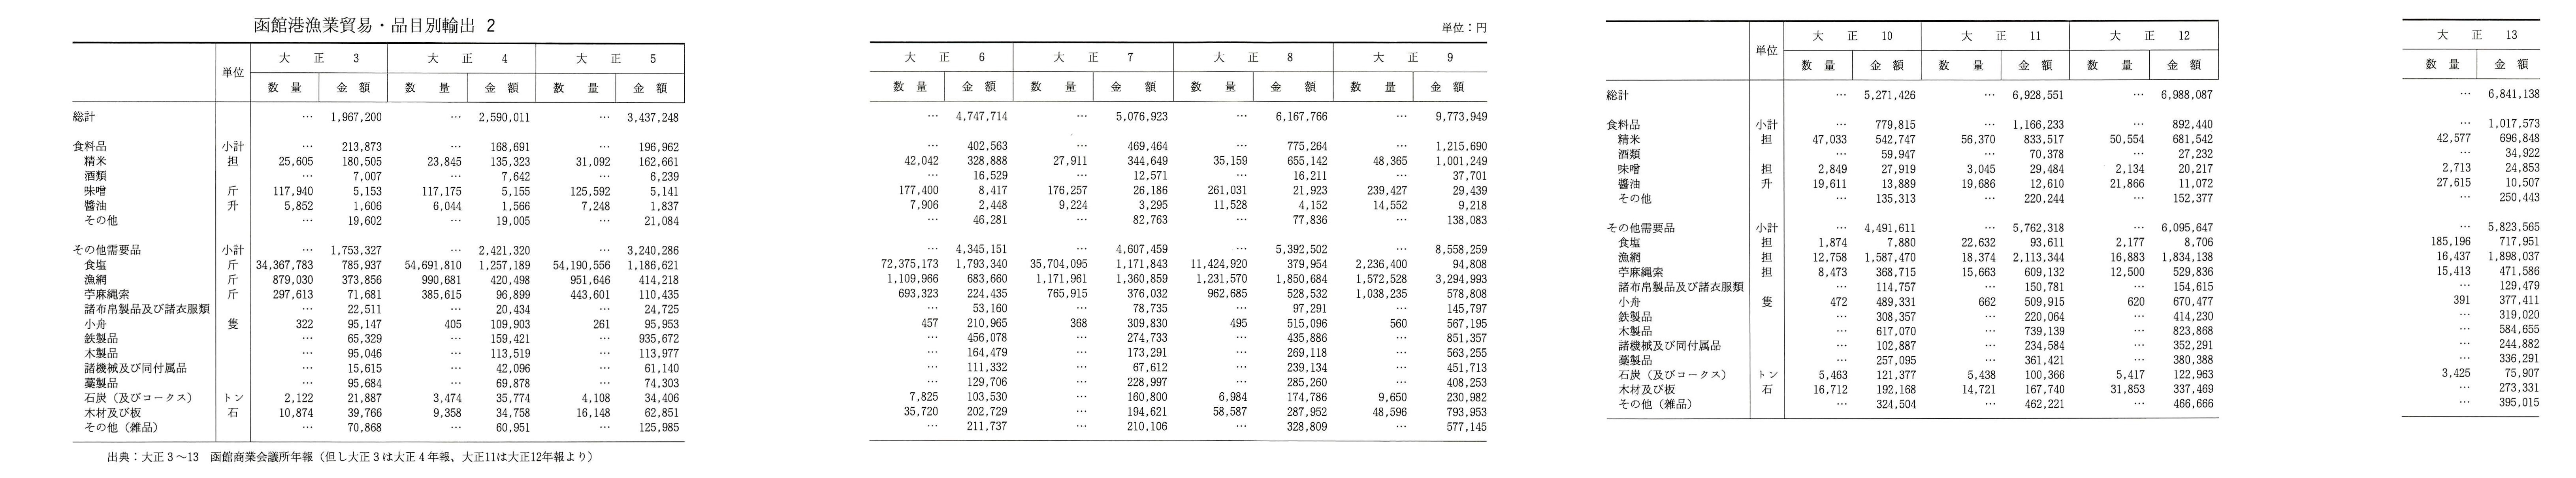 函館港漁業貿易・品目別輸出 2
単位：円
単位 大正 3 大正 4 大正 5
数量 金額 数量 金額 数量 金額
総計 … 1,967,200 … 2,590,011 … 3,437,248
食料品 小計 … 213,873 … 168,691 … 196,962
精米 担 25,605 180,505 23,845 135,323 31,092 162,661
酒類 … 7,007 … 7,642 … 6,239
味噌 斤 117,940 5,153 117,175 5,155 125,592 5,141
醬油 升 5,852 1,606 6,044 1,566 7,248 1,837
その他 … 19,602 … 19,005 … 21,084
その他需要品 小計 … 1,753,327 … 2,421,320 … 3,240,286
食塩 斤 34,367,783 785,937 54,691,810 1,257,189 54,190,556 1,186,621
漁網 斤 879,030 373,856 990,681 420,498 951,646 414,218
苧麻縄索 斤 297,613 71,681 385,615 96,899 443,601 110,435
諸布帛製品及び諸衣服類 … 22,511 … 20,434 … 24,725
小舟 隻 322 95,147 405 109,903 261 95,953
鉄製品 … 65,329 … 159,421 … 935,672
木製品 … 95,046 … 113,519 … 113,977
諸機械及び同付属品 … 15,615 … 42,096 … 61,140
藁製品 … 95,684 … 69,878 … 74,303
石炭（及びコークス） トン 2,122 21,887 3,474 35,774 4,108 34,406
木材及び板 石 10,874 39,766 9,358 34,758 16,148 62,851
その他（雑品） … 70,868 … 60,951 … 125,985
出典：大正3～13 函館商業会議所年報（但し大正3は大正4年報、大正11は大正12年報より）
大正 6 大正 7 大正 8 大正 9
数量 金額 数量 金額 数量 金額 数量 金額
… 4,747,714 … 5,076,923 … 6,167,766 … 9,773,949
… 402,563 … 469,464 … 775,264 … 1,215,690
42,042 328,888 27,911 344,649 35,159 655,142 48,365 1,001,249
… 16,529 … 12,571 … 16,211 … 37,701
177,400 8,417 176,257 26,186 261,031 21,923 239,427 29,439
7,906 2,448 9,224 3,295 11,528 4,152 14,552 9,218
… 46,281 … 82,763 … 77,836 … 138,083
… 4,345,151 … 4,607,459 … 5,392,502 … 8,558,259
72,375,173 1,793,340 35,704,095 1,171,843 11,424,920 379,954 2,236,400 94,808
1,109,966 683,660 1,171,961 1,360,859 1,231,570 1,850,684 1,572,528 3,294,993
693,323 224,435 765,915 376,032 962,685 528,532 1,038,235 578,808
… 53,160 … 78,735 … 97,291 … 145,797
457 210,965 368 309,830 495 515,096 560 567,195
… 456,078 … 274,733 … 435,886 … 851,357
… 164,479 … 173,291 … 269,118 … 563,255
… 111,332 … 67,612 … 239,134 … 451,713
… 129,706 … 228,997 … 285,260 … 408,253
7,825 103,530 … 160,800 6,984 174,786 9,650 230,982
35,720 202,729 … 194,621 58,587 287,952 48,596 793,953
… 211,737 … 210,106 … 328,809 … 577,145
単位 大正 10 大正 11 大正 12
数量 金額 数量 金額 数量 金額
総計 … 5,271,426 … 6,928,551 … 6,988,087
食料品 小計 … 779,815 … 1,166,233 … 892,440
精米 担 47,033 542,747 56,370 833,517 50,554 681,542
酒類 … 59,947 … 70,378 … 27,232
味噌 担 2,849 27,919 3,045 29,484 2,134 20,217
醬油 升 19,611 13,889 19,686 12,610 21,866 11,072
その他 … 135,313 … 220,244 … 152,377
その他需要品 小計 … 4,491,611 … 5,762,318 … 6,095,647
食塩 担 1,874 7,880 22,632 93,611 2,177 8,706
漁網 担 12,758 1,587,470 18,374 2,113,344 16,883 1,834,138
苧麻縄索 担 8,473 368,715 15,663 609,132 12,500 529,836
諸布帛製品及び諸衣服類 … 114,757 … 150,781 … 154,615
小舟 隻 472 489,331 662 509,915 620 670,477
鉄製品 … 308,357 … 220,064 … 414,230
木製品 … 617,070 … 739,139 … 823,868
諸機械及び同付属品 … 102,887 … 234,584 … 352,291
藁製品 … 257,095 … 361,421 … 380,388
石炭（及びコークス） トン 5,463 121,377 5,438 100,366 5,417 122,963
木材及び板 石 16,712 192,168 14,721 167,740 31,853 337,469
その他（雑品） … 324,504 … 462,221 … 466,666
大正 13
数量 金額
… 6,841,138
… 1,017,573
42,577 696,848
… 34,922
2,713 24,853
27,615 10,507
… 250,443
… 5,823,565
185,196 717,951
16,437 1,898,037
15,413 471,586
… 129,479
391 377,411
… 319,020
… 584,655
… 244,882
… 336,291
3,425 75,907
… 273,331
… 395,015